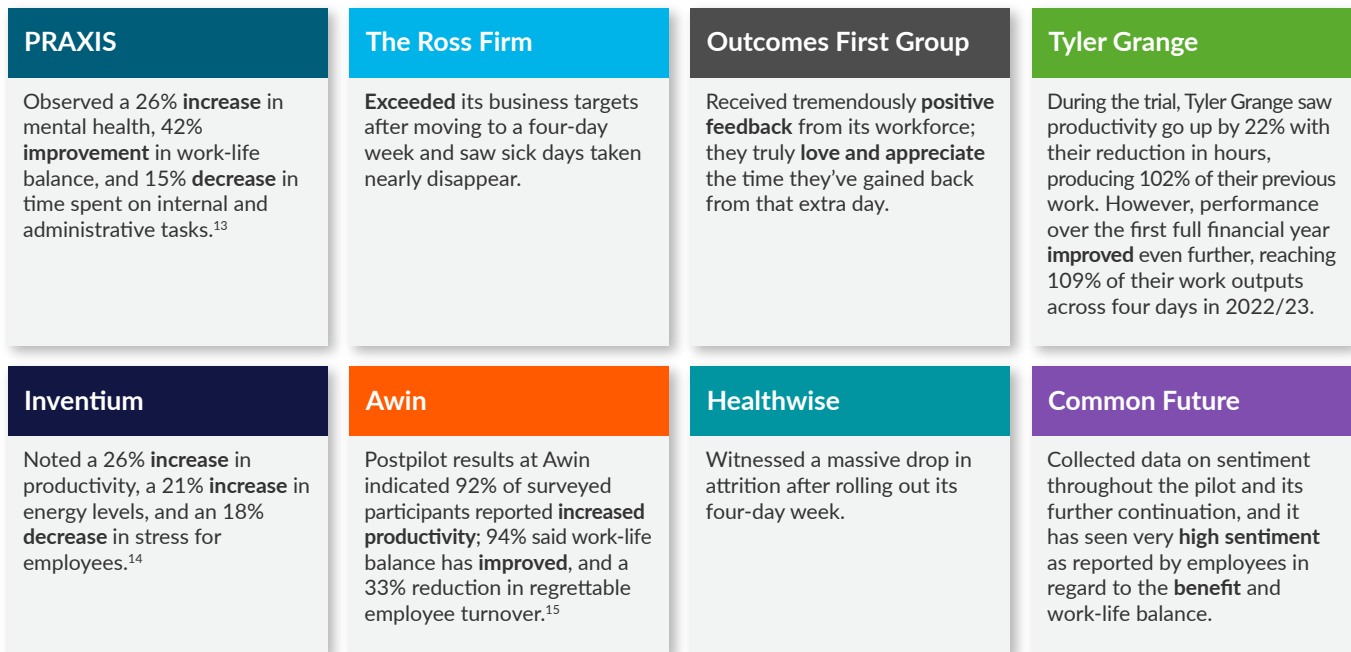 PRAXIS
Observed a 26% increase in
mental health, 42%
improvement in work-life
balance, and 15% decrease in
time spent on internal and
administrative tasks.13
The Ross Firm
Exceeded its business targets
after moving to a four-day
week and saw sick days taken
nearly disappear.
Outcomes First Group
Received tremendously positive
feedback from its workforce;
they truly love and appreciate
the time they've gained back
from that extra day.
Tyler Grange
During the trial, Tyler Grange saw
productivity go up by 22% with
their reduction in hours,
producing 102% of their previous
work. However, performance
over the first full financial year
improved even further, reaching
109% of their work outputs
across four days in 2022/23.
Inventium
Noted a 26% increase in
productivity, a 21% increase in
energy levels, and an 18%
decrease in stress for
employees.14
Awin
Postpilot results at Awin
indicated 92% of surveyed
participants reported increased
productivity; 94% said work-life
balance has improved, and a
33% reduction in regrettable
employee turnover.15
Healthwise
Witnessed a massive drop in
attrition after rolling out its
four-day week.
Common Future
Collected data on sentiment
throughout the pilot and its
further continuation, and it
has seen very high sentiment
as reported by employees in
regard to the benefit and
work-life balance.